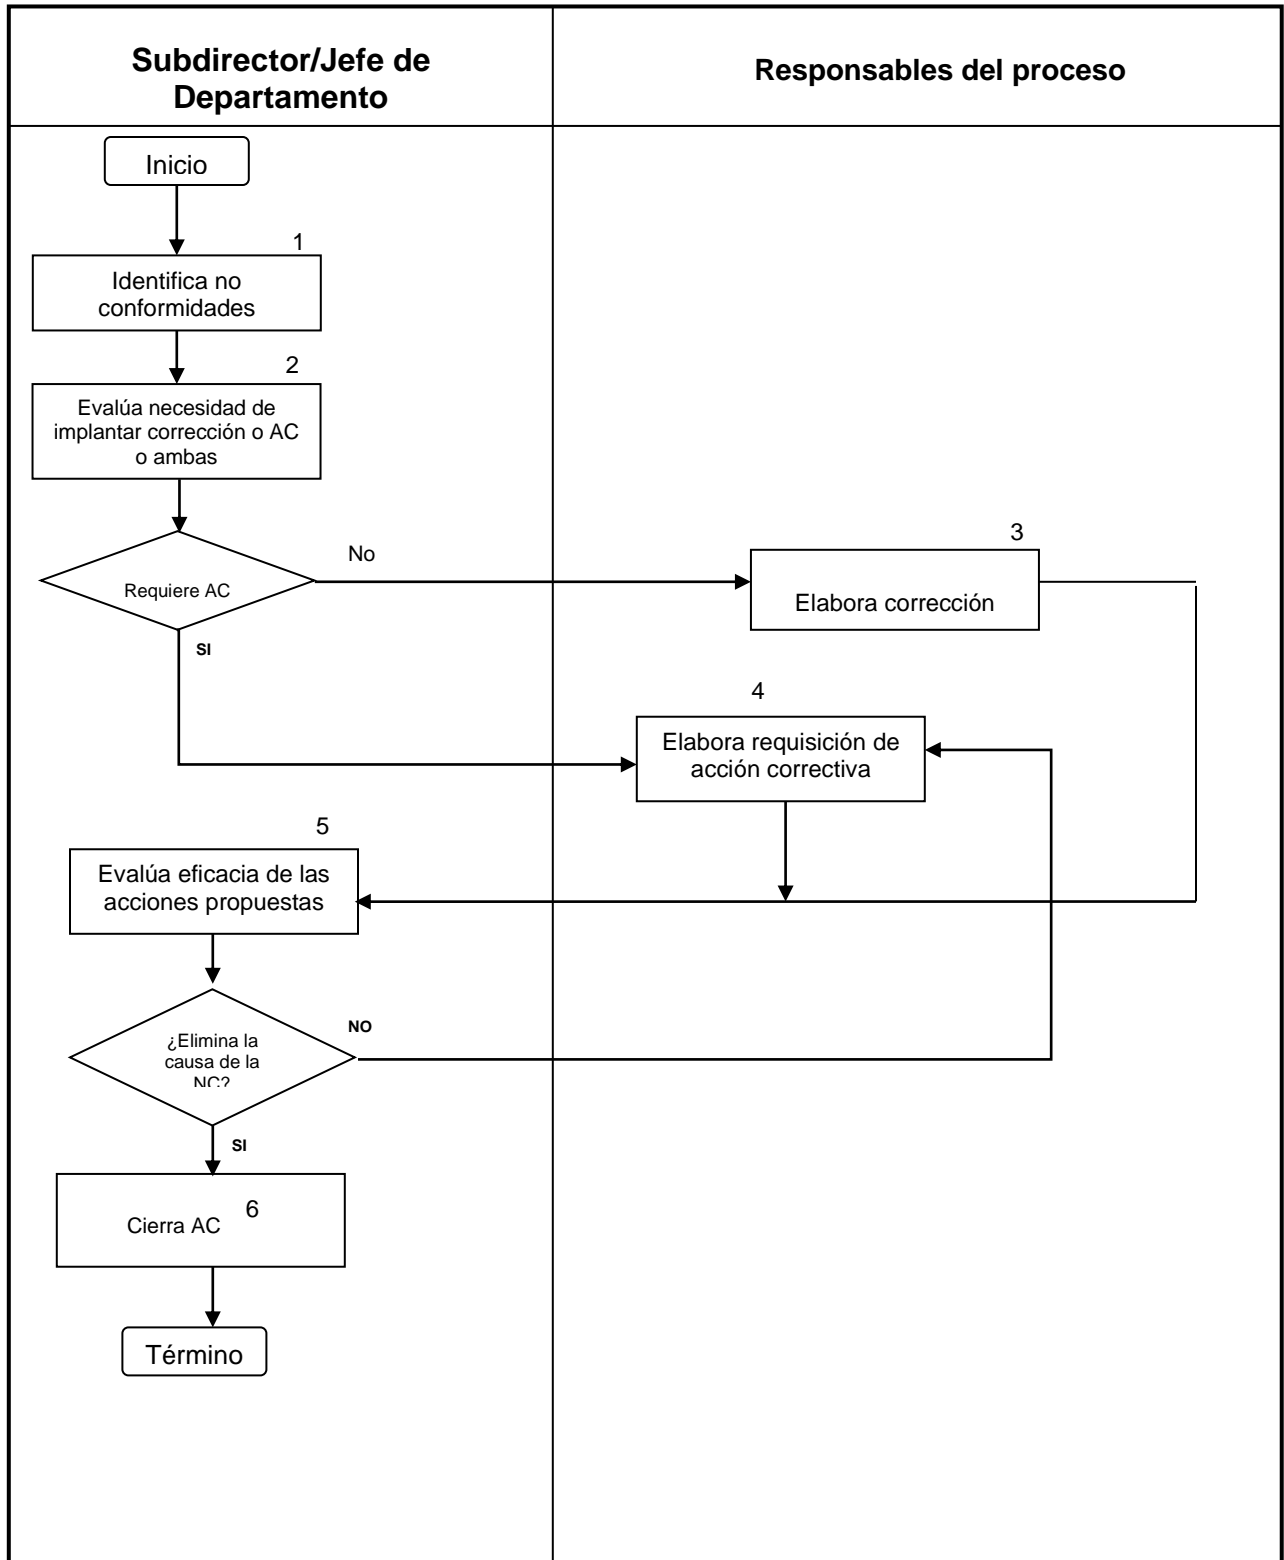 Subdirector/Jefe de
Departamento
Responsables del proceso
Inicio
1
Identifica no
conformidades
2
Evalúa necesidad de
implantar corrección o AC
o ambas
Requiere AC
No
3
Elabora corrección
SI
4
Elabora requisición de
acción correctiva
5
Evalúa eficacia de las
acciones propuestas
¿Elimina la
causa de la
NC?
NO
SI
6
Cierra AC
Término